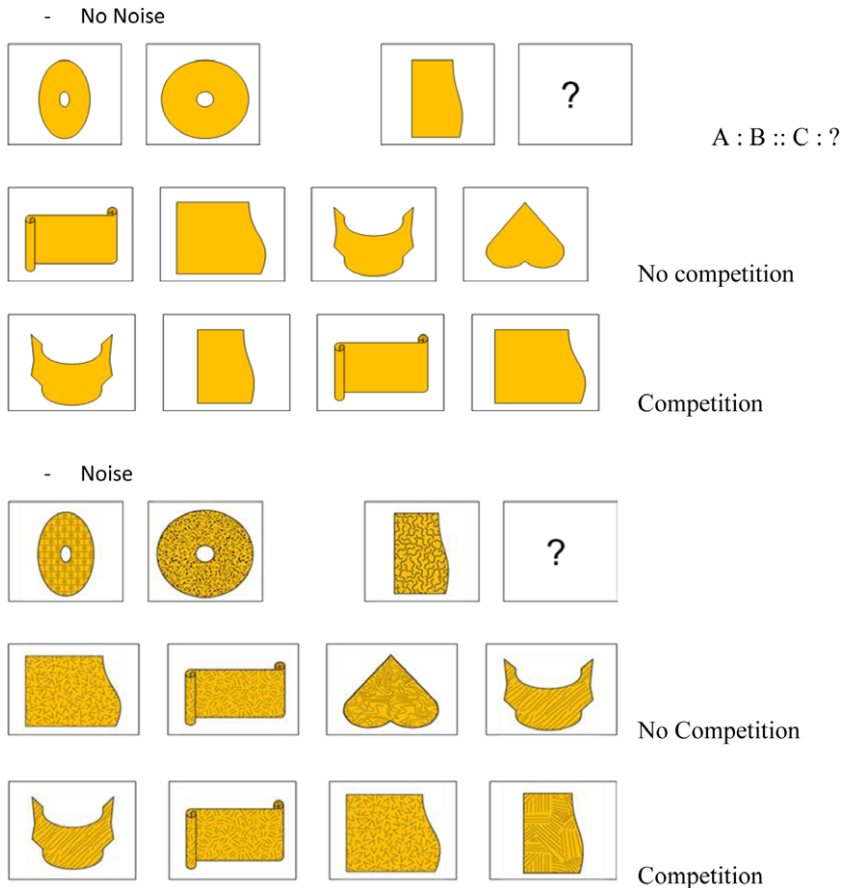 - No Noise
?
A : B :: C : ?
No competition
Competition
- Noise
?
No Competition
Competition